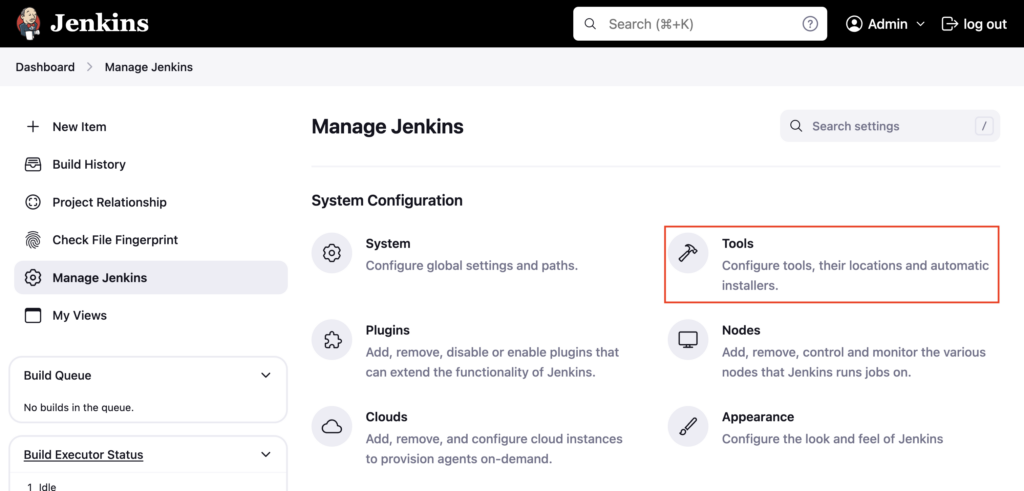 Jenkins
Search (⌘+K)
Admin
log out
Dashboard
Manage Jenkins
New Item
Build History
Project Relationship
Check File Fingerprint
Manage Jenkins
My Views
Build Queue
No builds in the queue.
Build Executor Status
1 Idle
Manage Jenkins
Search settings
/
System Configuration
System
Configure global settings and paths.
Tools
Configure tools, their locations and automatic
installers.
Plugins
Add, remove, disable or enable plugins that
can extend the functionality of Jenkins.
Nodes
Add, remove, control and monitor the various
nodes that Jenkins runs jobs on.
Clouds
Add, remove, and configure cloud instances
to provision agents on-demand.
Appearance
Configure the look and feel of Jenkins